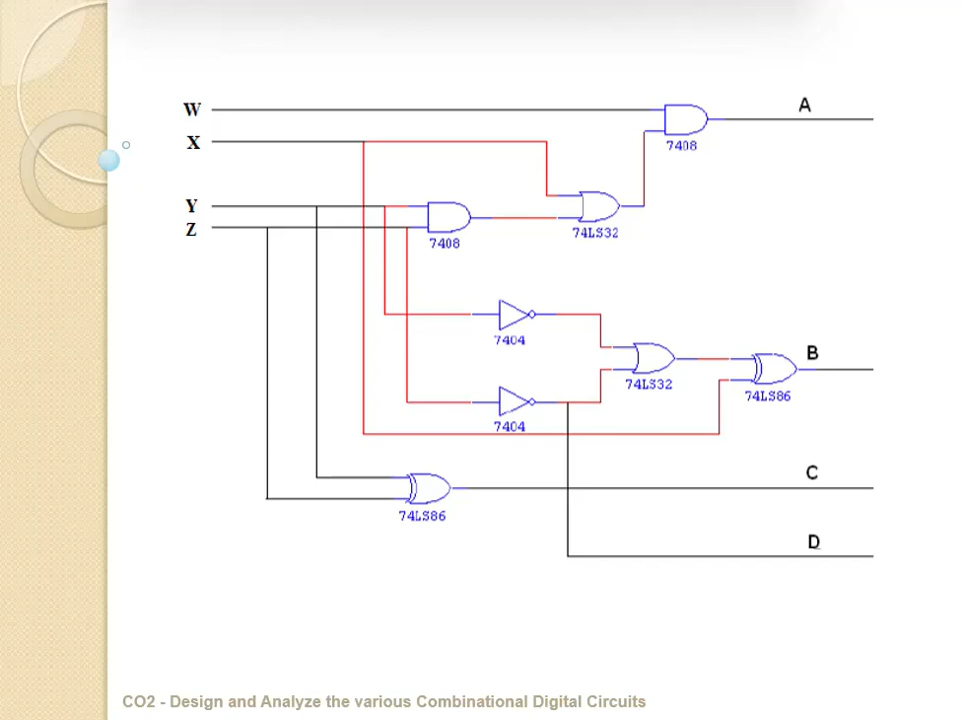 W
A
X
7408
Y
Z
7408
74LS32
7404
B
74LS32
74LS86
7404
C
74LS86
D
CO2 - Design and Analyze the various Combinational Digital Circuits